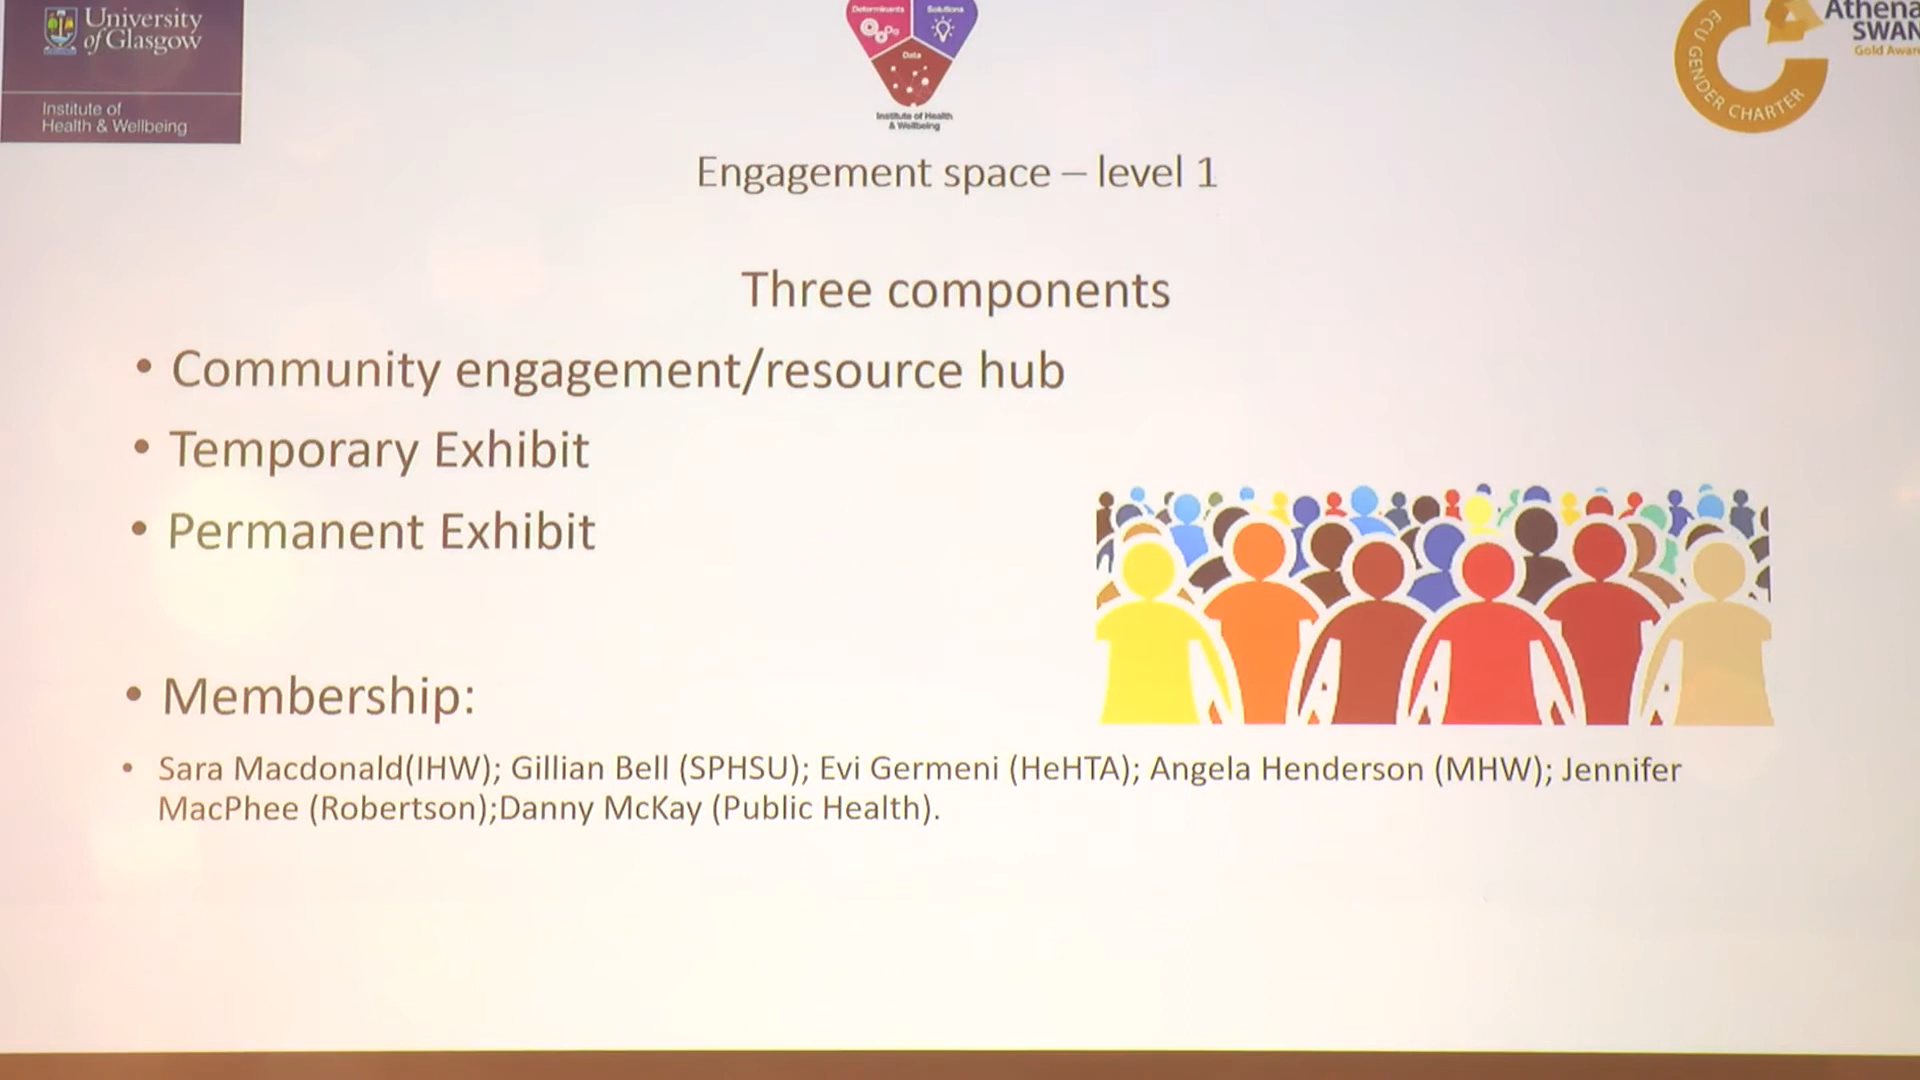 University
of Glasgow
Institute of
Health & Wellbeing
Determinants
Solutions
Data
Institute of Health
& Wellbeing
ECU GENDER CHARTER
Athena
SWAN
Gold Award
Engagement space – level 1
Three components
• Community engagement/resource hub
• Temporary Exhibit
• Permanent Exhibit
• Membership:
• Sara Macdonald(IHW); Gillian Bell (SPHSU); Evi Germeni (HeHTA); Angela Henderson (MHW); Jennifer
MacPhee (Robertson);Danny McKay (Public Health).